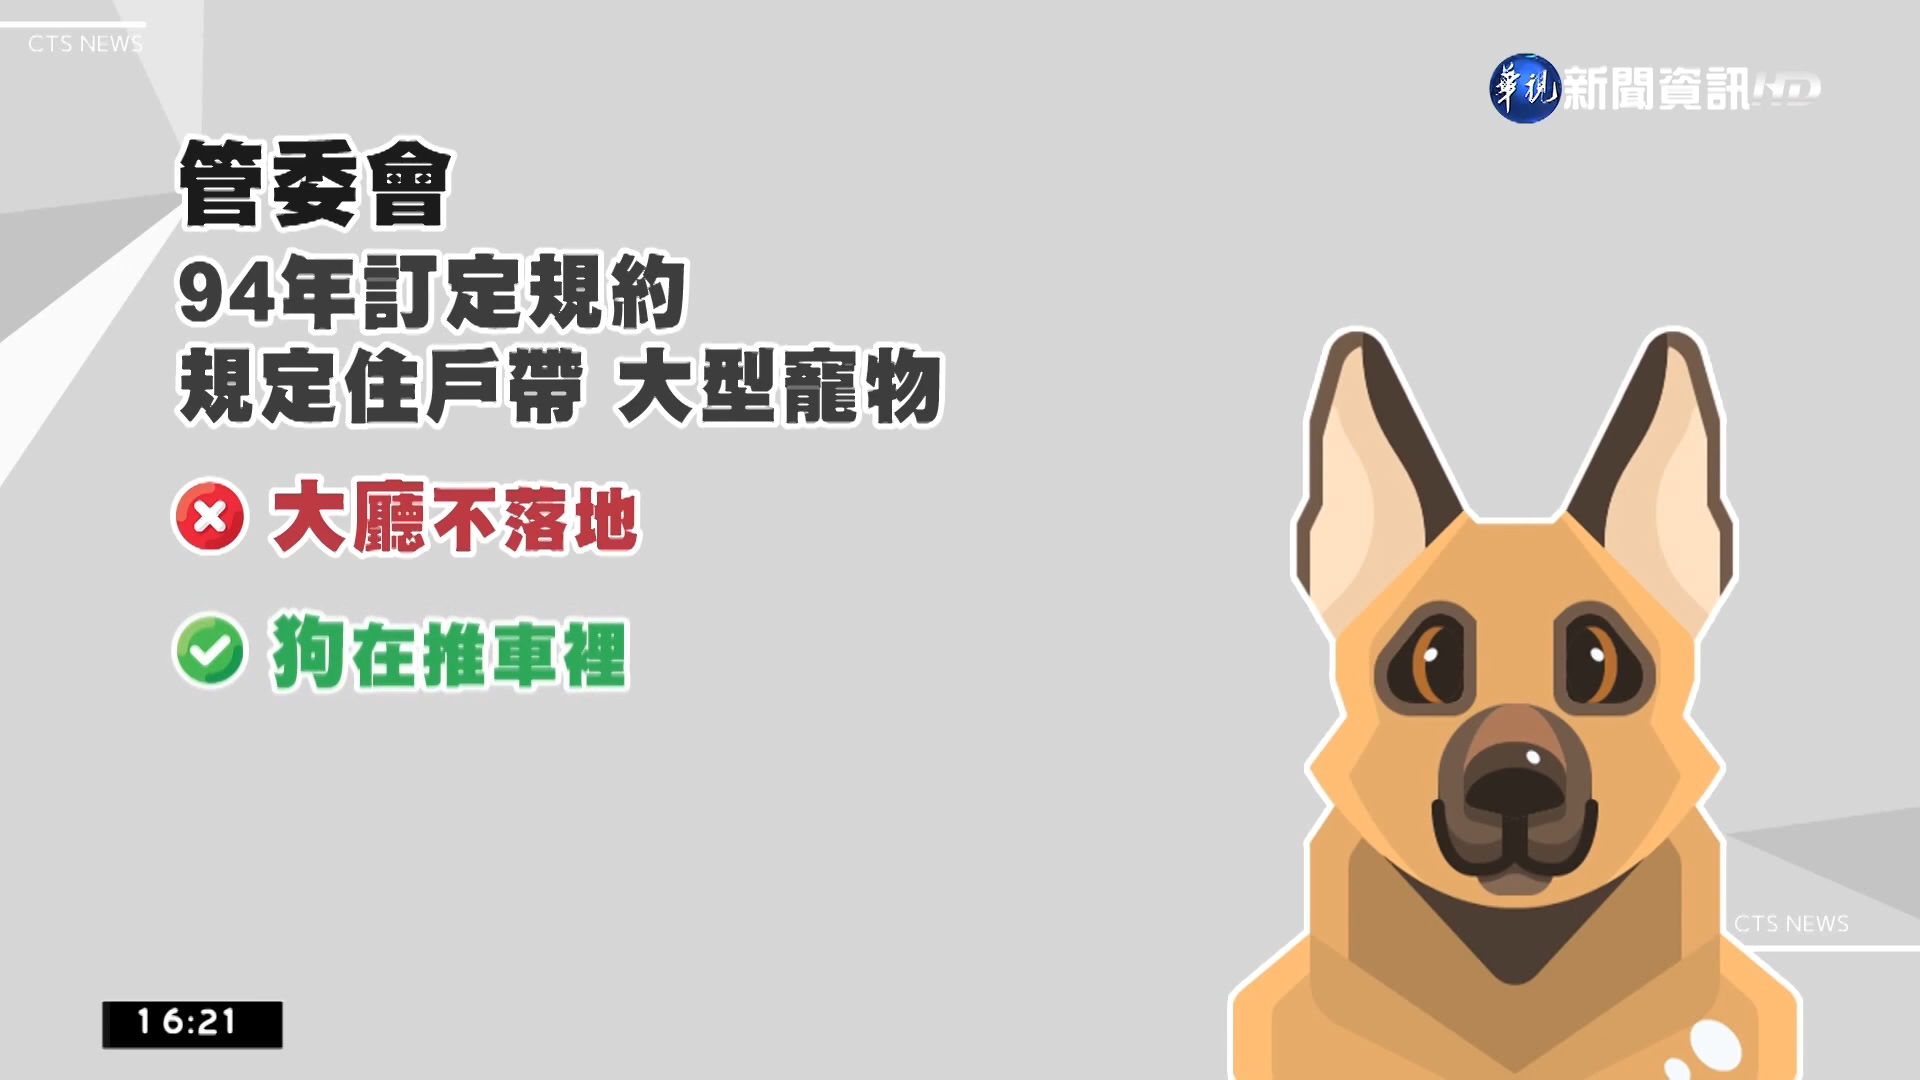 CTS NEWS
華視 新聞資訊 HD
管委會
94年訂定規約
規定住戶帶 大型寵物
大廳不落地
狗在推車裡
CTS NEWS
16:21